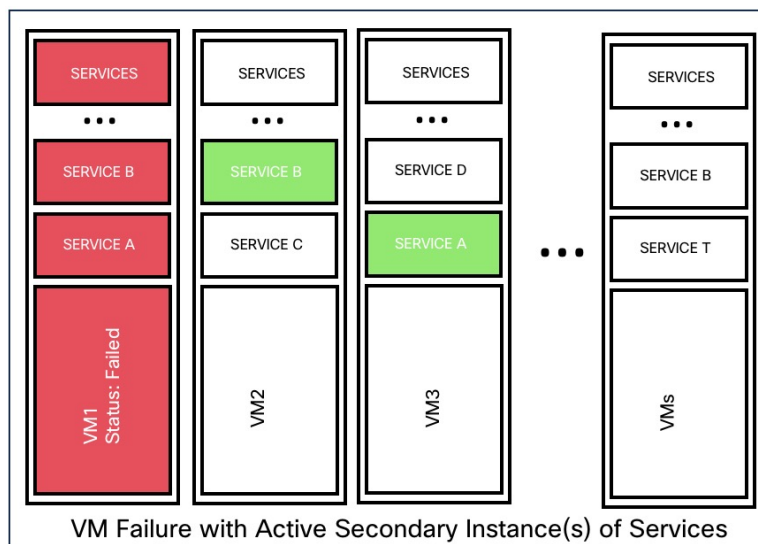 SERVICES
...
SERVICE B
SERVICE A
VM1
Status: Failed
SERVICES
...
SERVICE B
SERVICE C
VM2
SERVICES
...
SERVICE D
SERVICE A
VM3
...
SERVICES
...
SERVICE B
SERVICE T
VMs
VM Failure with Active Secondary Instance(s) of Services